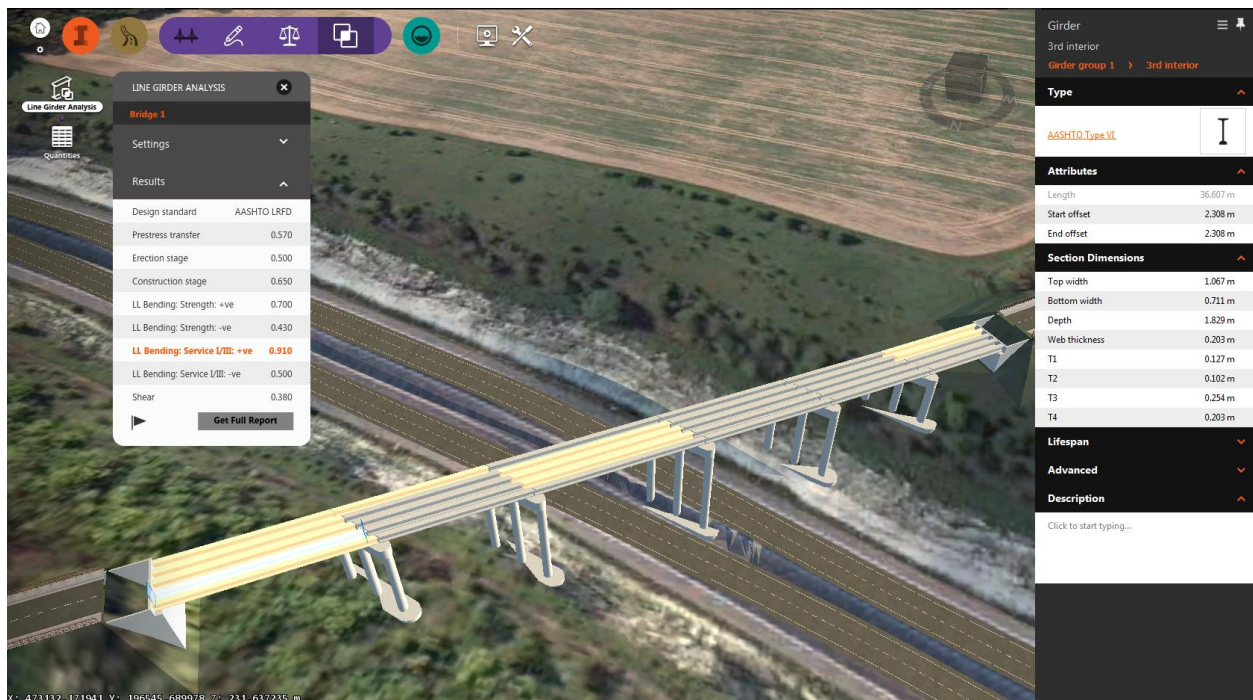 Line Girder Analysis
Quantities
LINE GIRDER ANALYSIS
Bridge 1
Settings
Results
Design standard AASHTO LRFD
Prestress transfer 0.570
Erection stage 0.500
Construction stage 0.650
LL Bending: Strength: +ve 0.700
LL Bending: Strength: -ve 0.430
LL Bending: Service I/III: +ve 0.910
LL Bending: Service I/III: -ve 0.500
Shear 0.380
Get Full Report
N
M
X: 473132.171941 Y: 196545.689978 Z: 231.637235 m
Girder
3rd interior
Girder group 1 > 3rd interior
Type
AASHTO Type VI
Attributes
Length 36.607 m
Start offset 2.308 m
End offset 2.308 m
Section Dimensions
Top width 1.067 m
Bottom width 0.711 m
Depth 1.829 m
Web thickness 0.203 m
T1 0.127 m
T2 0.102 m
T3 0.254 m
T4 0.203 m
Lifespan
Advanced
Description
Click to start typing...